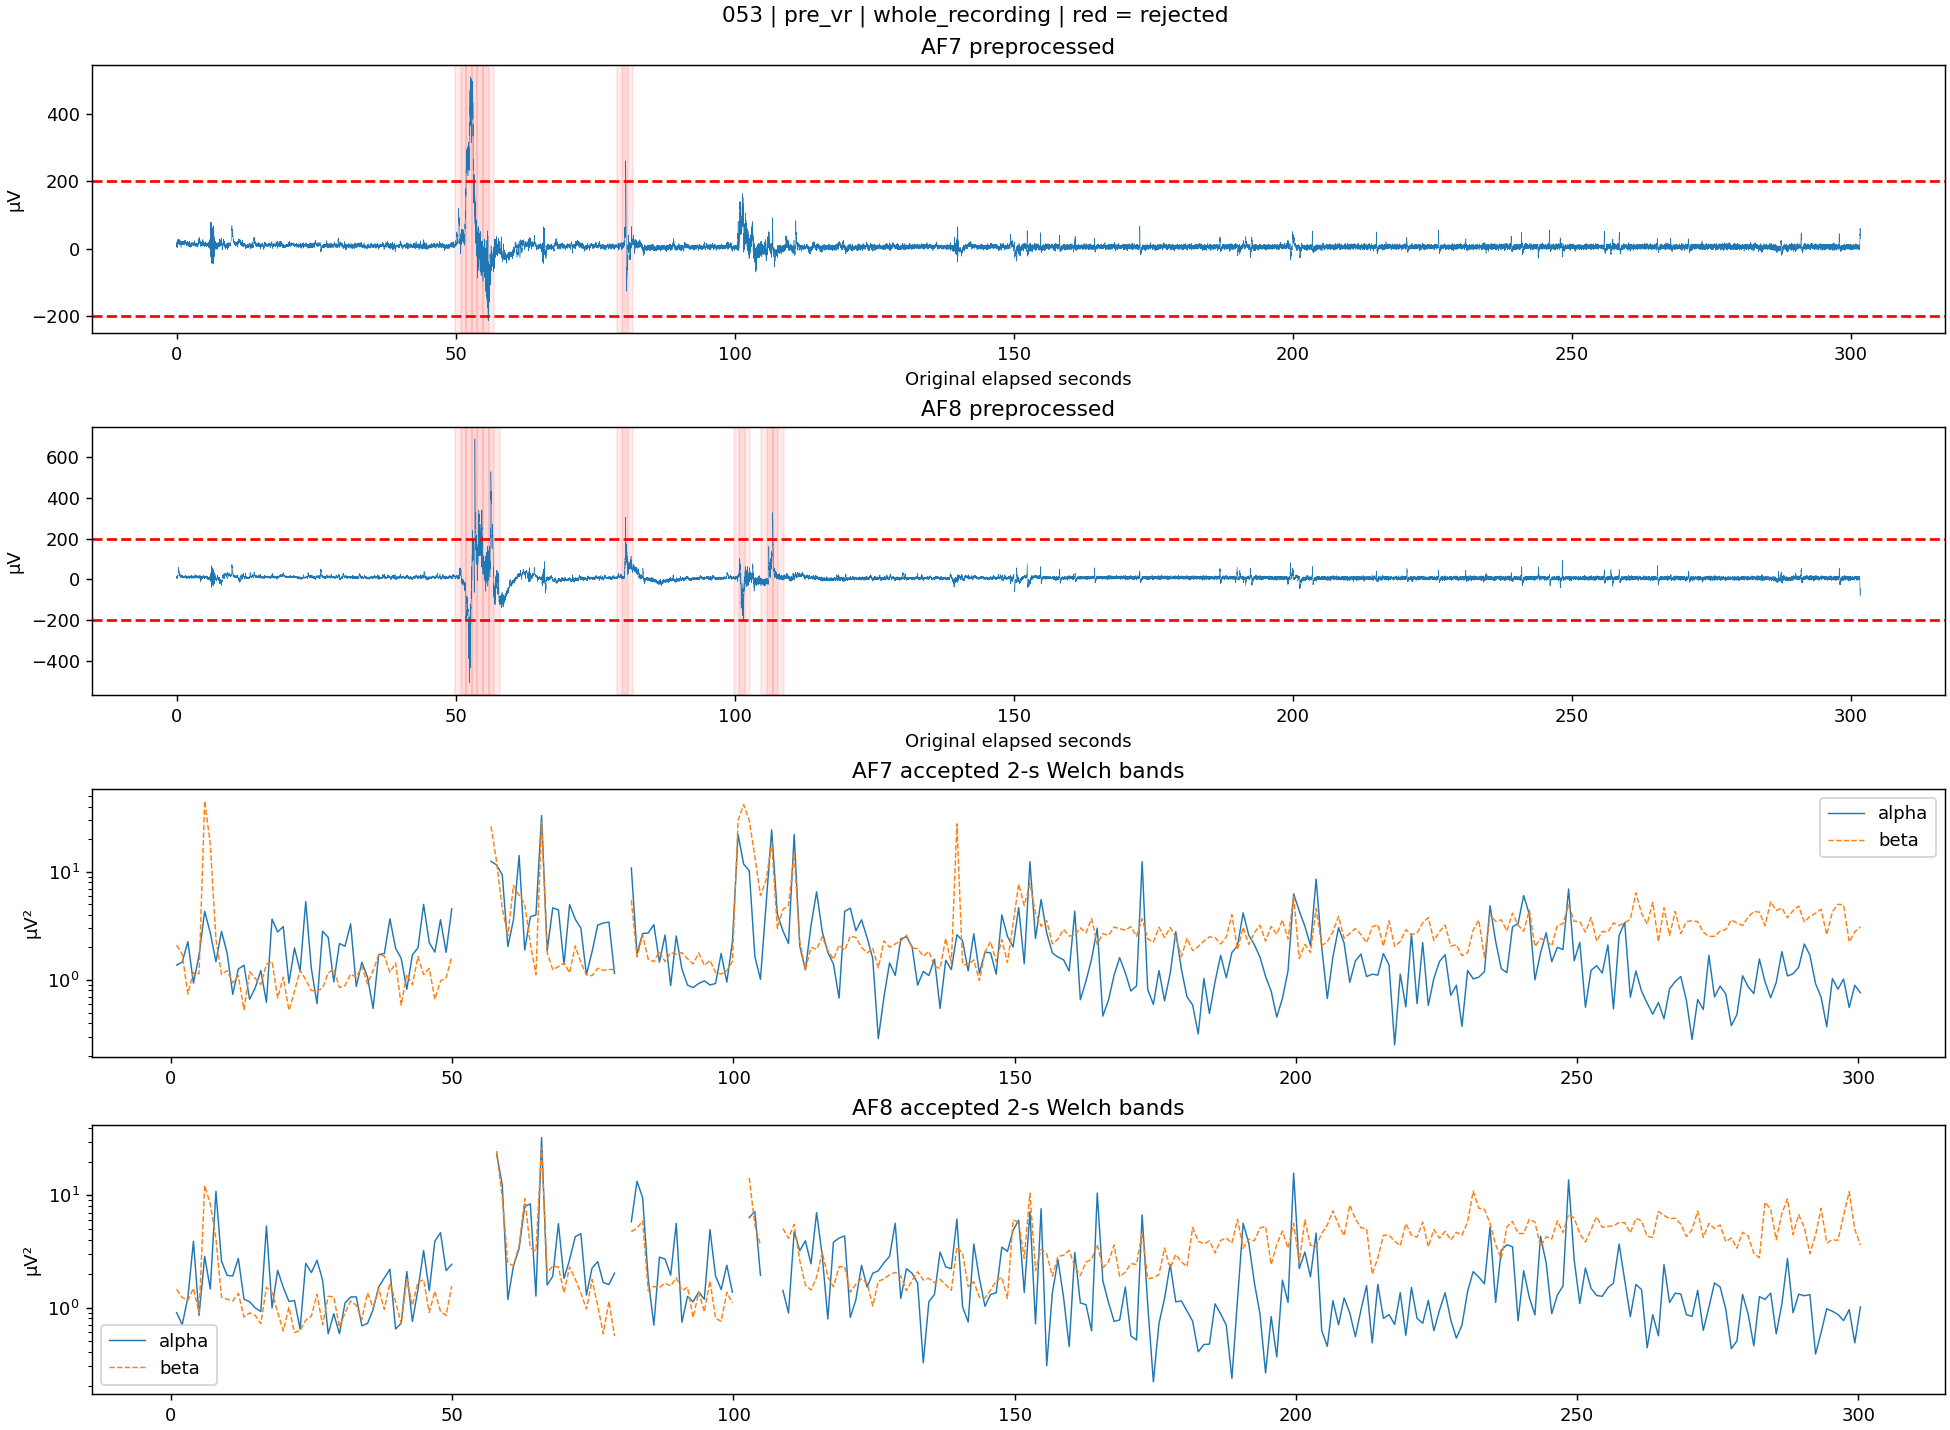 053 | pre_vr | whole_recording | red = rejected
AF7 preprocessed
µV
400
200
0
−200
0 50 100 150 200 250 300
Original elapsed seconds
AF8 preprocessed
µV
600
400
200
0
−200
−400
0 50 100 150 200 250 300
Original elapsed seconds
AF7 accepted 2-s Welch bands
µV²
10¹
10⁰
alpha
beta
0 50 100 150 200 250 300
AF8 accepted 2-s Welch bands
µV²
10¹
10⁰
alpha
beta
0 50 100 150 200 250 300